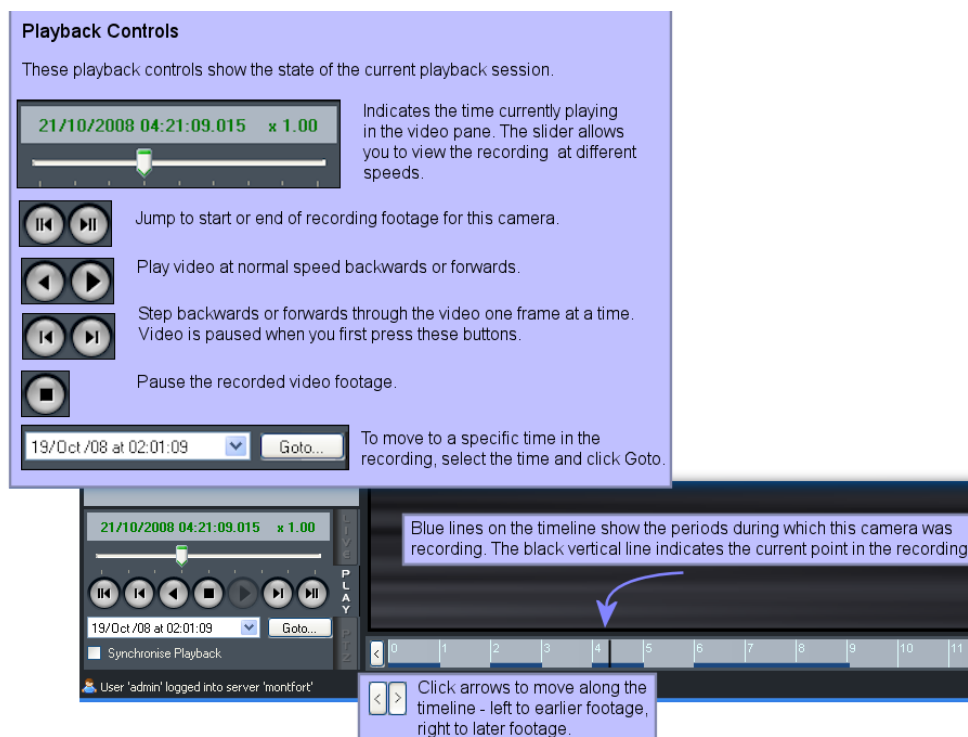 Playback Controls
These playback controls show the state of the current playback session.
21/10/2008 04:21:09.015 x 1.00
Indicates the time currently playing
in the video pane. The slider allows
you to view the recording at different
speeds.
Jump to start or end of recording footage for this camera.
Play video at normal speed backwards or forwards.
Step backwards or forwards through the video one frame at a time.
Video is paused when you first press these buttons.
Pause the recorded video footage.
19/Oct /08 at 02:01:09 Goto...
To move to a specific time in the
recording, select the time and click Goto.
21/10/2008 04:21:09.015 x 1.00
LIVE
Blue lines on the timeline show the periods during which this camera was
recording. The black vertical line indicates the current point in the recording
PLAY
19/Oct /08 at 02:01:09 Goto...
PTZ
Synchronise Playback
0 1 2 3 4 5 6 7 8 9 10 11
User 'admin' logged into server 'montfort'
Click arrows to move along the
timeline - left to earlier footage,
right to later footage.